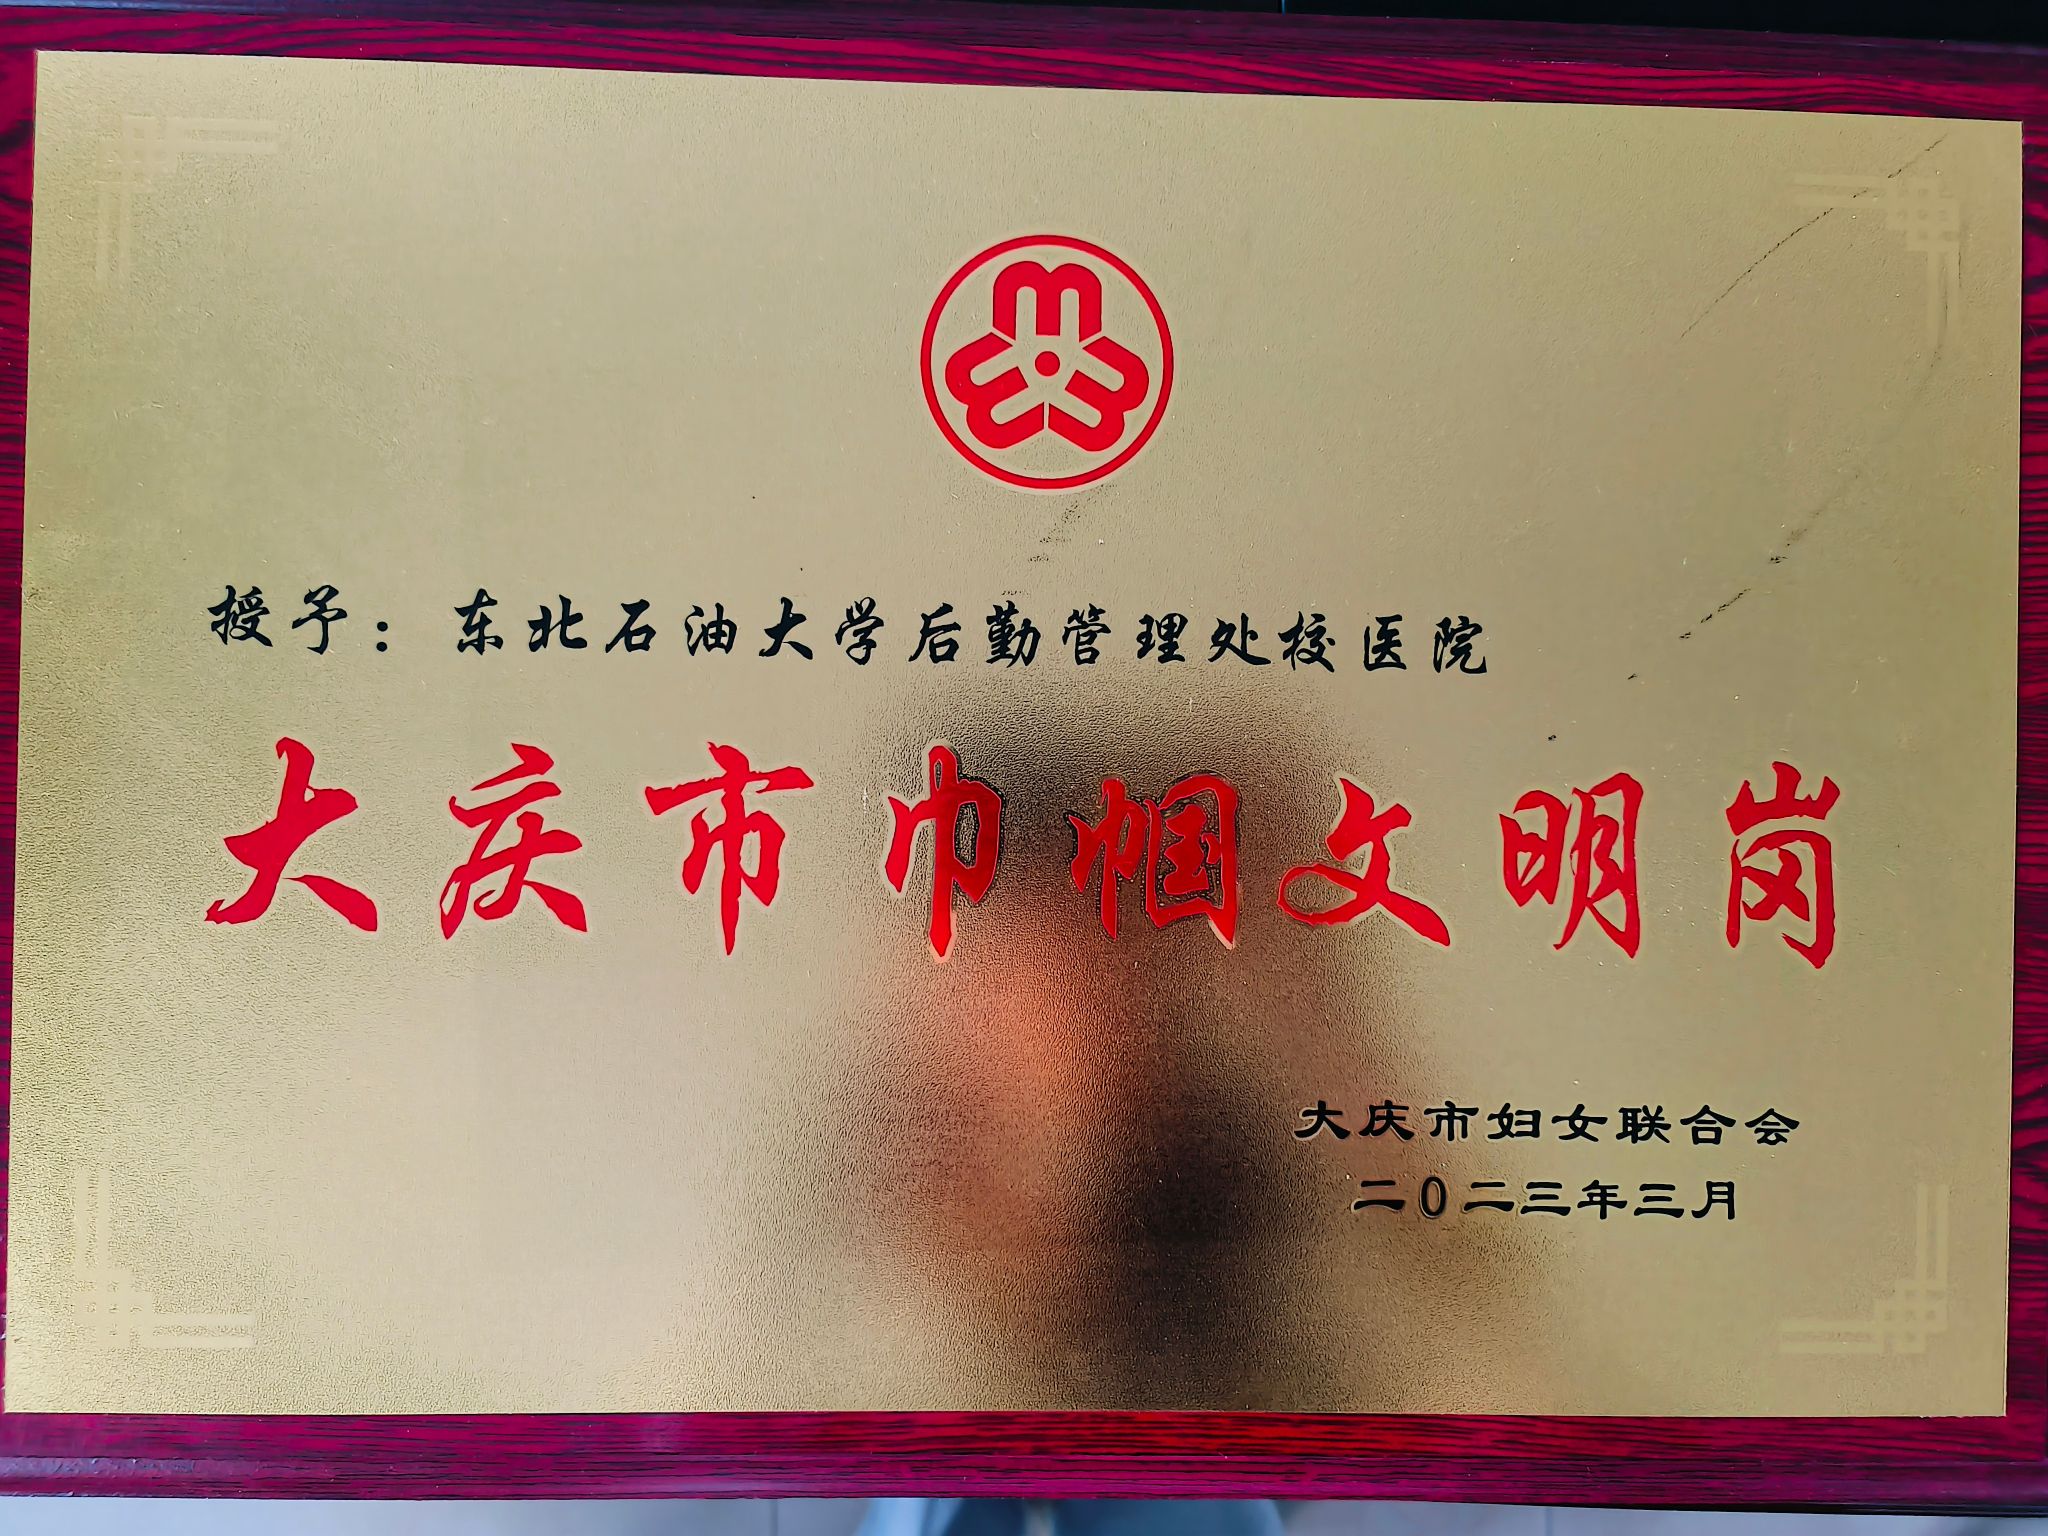 授予：东北石油大学后勤管理处校医院
大庆市巾帼文明岗
大庆市妇女联合会
二0二三年三月